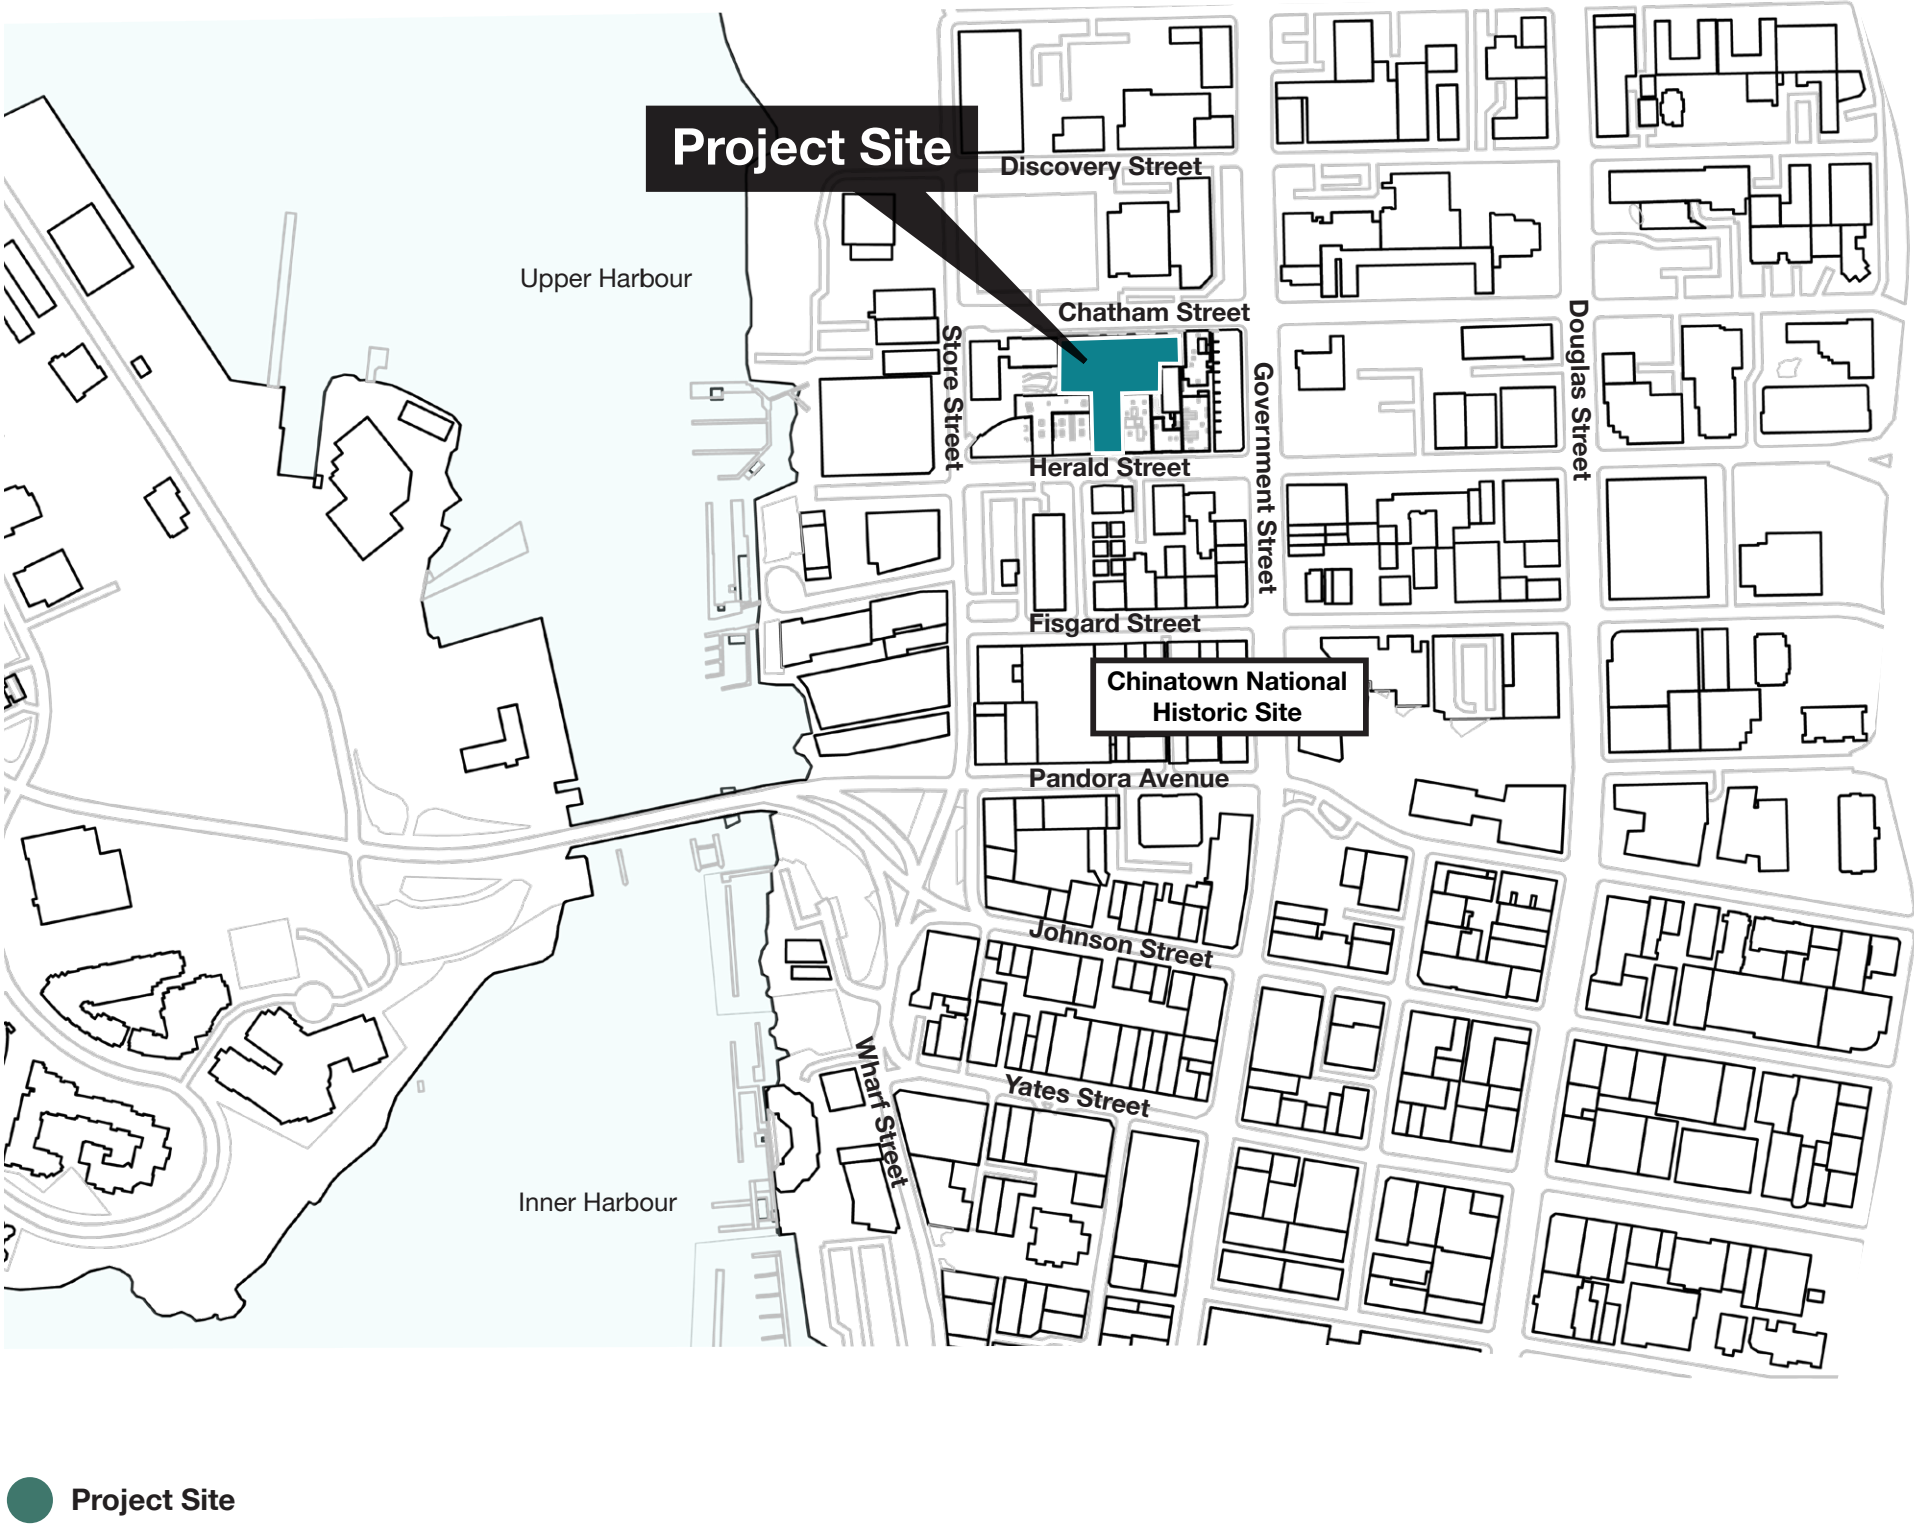 Project Site
Discovery Street
Upper Harbour
Chatham Street
Store Street
Government Street
Douglas Street
Herald Street
Fisgard Street
Chinatown National
Historic Site
Pandora Avenue
Johnson Street
Wharf Street
Yates Street
Inner Harbour
Project Site